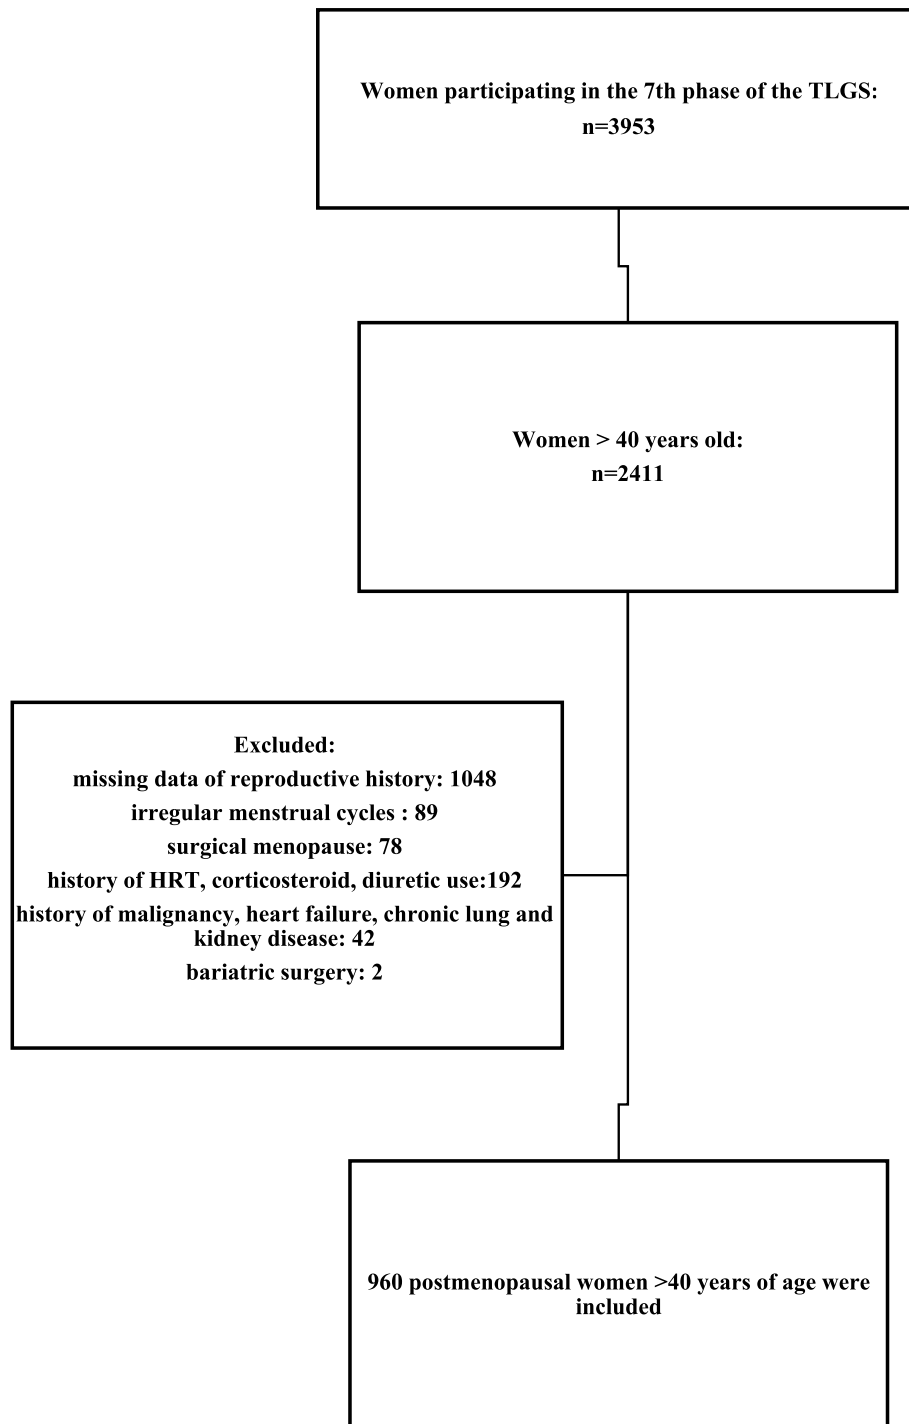 Women participating in the 7th phase of the TLGS:
n=3953
Women > 40 years old:
n=2411
Excluded:
missing data of reproductive history: 1048
irregular menstrual cycles : 89
surgical menopause: 78
history of HRT, corticosteroid, diuretic use:192
history of malignancy, heart failure, chronic lung and
kidney disease: 42
bariatric surgery: 2
960 postmenopausal women >40 years of age were
included